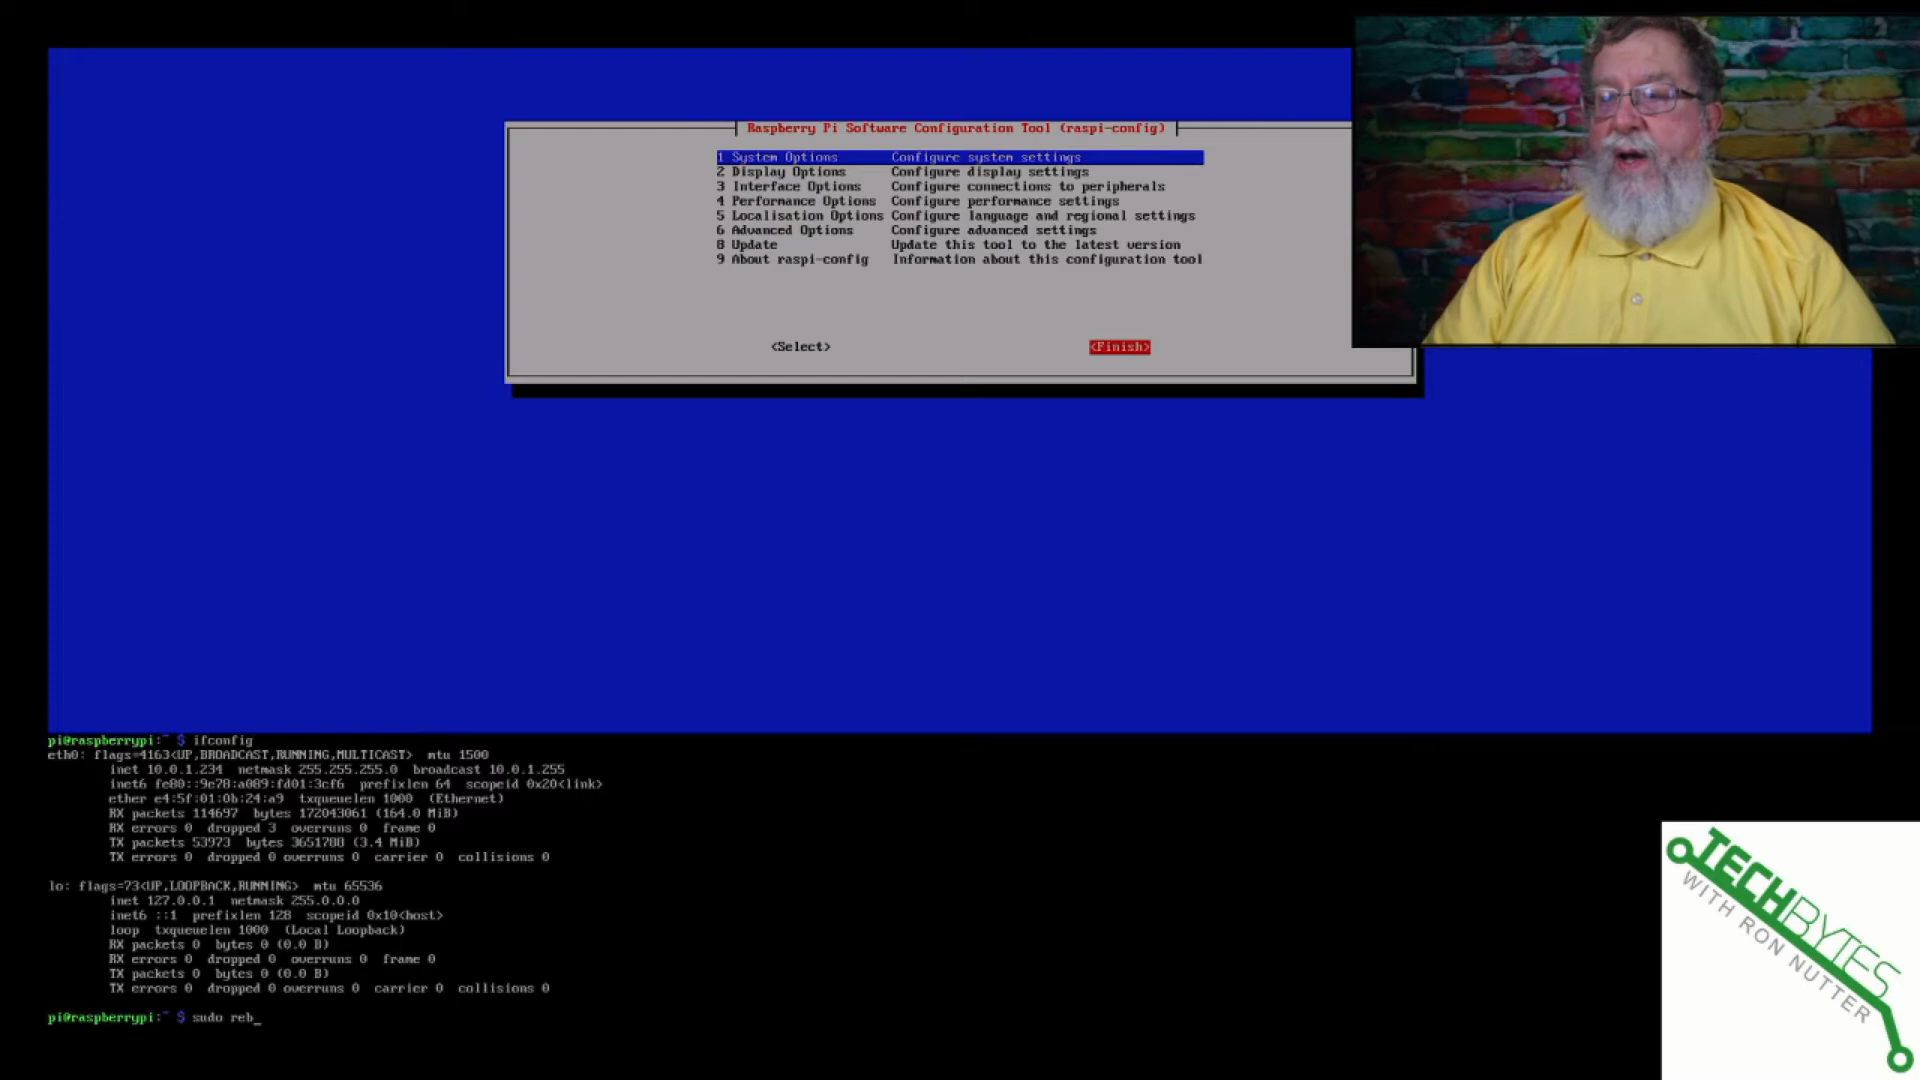 Raspberry Pi Software Configuration Tool (raspi-config)
1 System Options Configure system settings
2 Display Options Configure display settings
3 Interface Options Configure connections to peripherals
4 Performance Options Configure performance settings
5 Localisation Options Configure language and regional settings
6 Advanced Options Configure advanced settings
8 Update Update this tool to the latest version
9 About raspi-config Information about this configuration tool
<Select> <Finish>
pi@raspberrypi:~ $ ifconfig
eth0: flags=4163<UP,BROADCAST,RUNNING,MULTICAST> mtu 1500
inet 10.0.1.234 netmask 255.255.255.0 broadcast 10.0.1.255
inet6 fe80::9e78:a089:fd01:3cf6 prefixlen 64 scopeid 0x20<link>
ether e4:5f:01:0b:24:a9 txqueuelen 1000 (Ethernet)
RX packets 114697 bytes 172043061 (164.0 MiB)
RX errors 0 dropped 3 overruns 0 frame 0
TX packets 53973 bytes 3651788 (3.4 MiB)
TX errors 0 dropped 0 overruns 0 carrier 0 collisions 0
lo: flags=73<UP,LOOPBACK,RUNNING> mtu 65536
inet 127.0.0.1 netmask 255.0.0.0
inet6 ::1 prefixlen 128 scopeid 0x10<host>
loop txqueuelen 1000 (Local Loopback)
RX packets 0 bytes 0 (0.0 B)
RX errors 0 dropped 0 overruns 0 frame 0
TX packets 0 bytes 0 (0.0 B)
TX errors 0 dropped 0 overruns 0 carrier 0 collisions 0
pi@raspberrypi:~ $ sudo reb_
TECHBYTES
WITH RON NUTTER